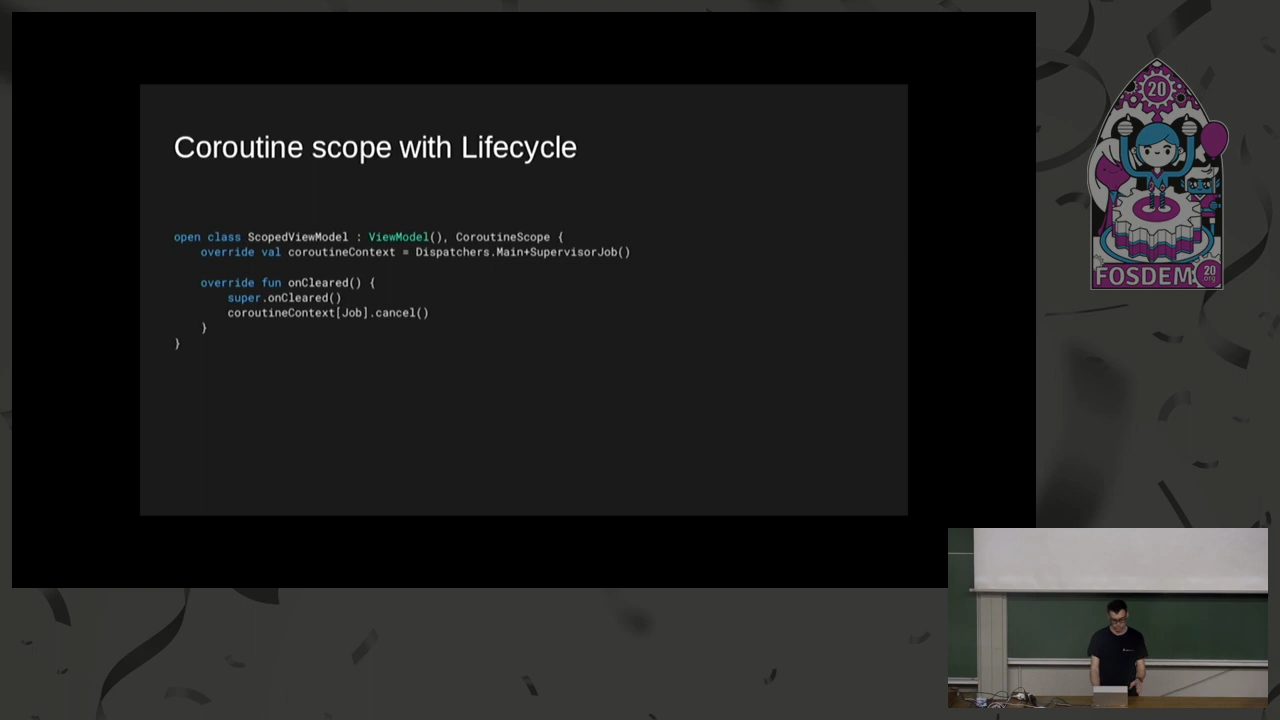 Coroutine scope with Lifecycle
open class ScopedViewModel : ViewModel(), CoroutineScope {
    override val coroutineContext = Dispatchers.Main+SupervisorJob()
    override fun onCleared() {
        super.onCleared()
        coroutineContext[Job].cancel()
    }
}
20
FOSDEM
20
.org